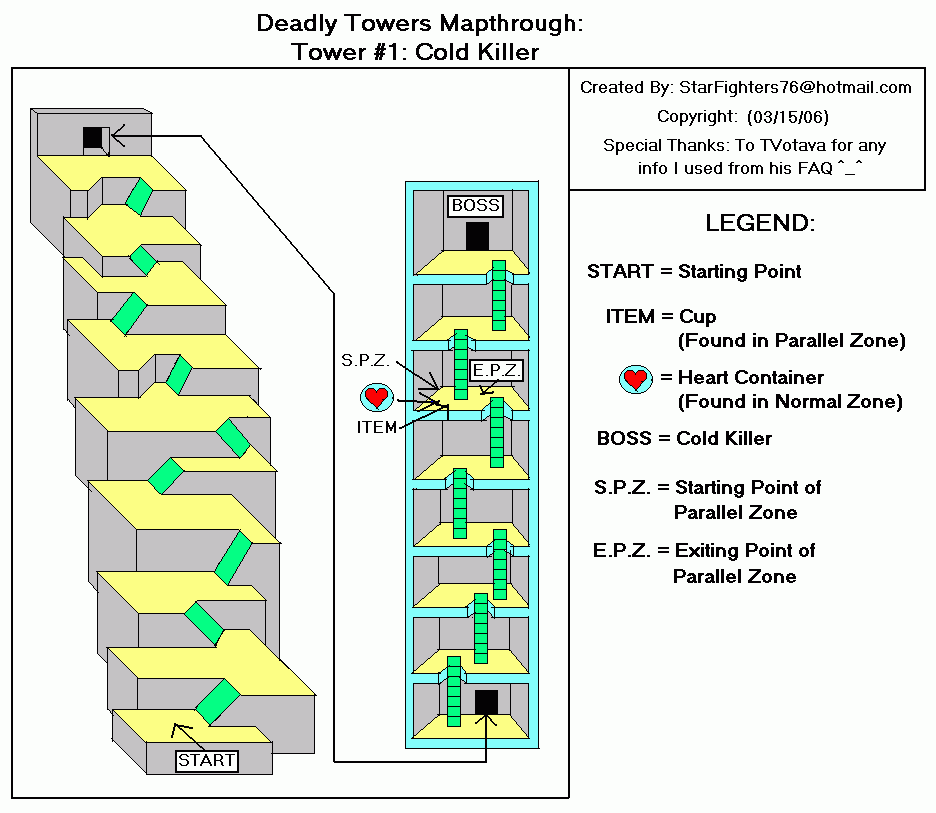 Deadly Towers Mapthrough:
Tower #1: Cold Killer
Created By: StarFighters76@hotmail.com
Copyright: (03/15/06)
Special Thanks: To TVotava for any
info I used from his FAQ ^_^
BOSS
S.P.Z.
E.P.Z.
ITEM
START
LEGEND:
START = Starting Point
ITEM = Cup
(Found in Parallel Zone)
= Heart Container
(Found in Normal Zone)
BOSS = Cold Killer
S.P.Z. = Starting Point of
Parallel Zone
E.P.Z. = Exiting Point of
Parallel Zone